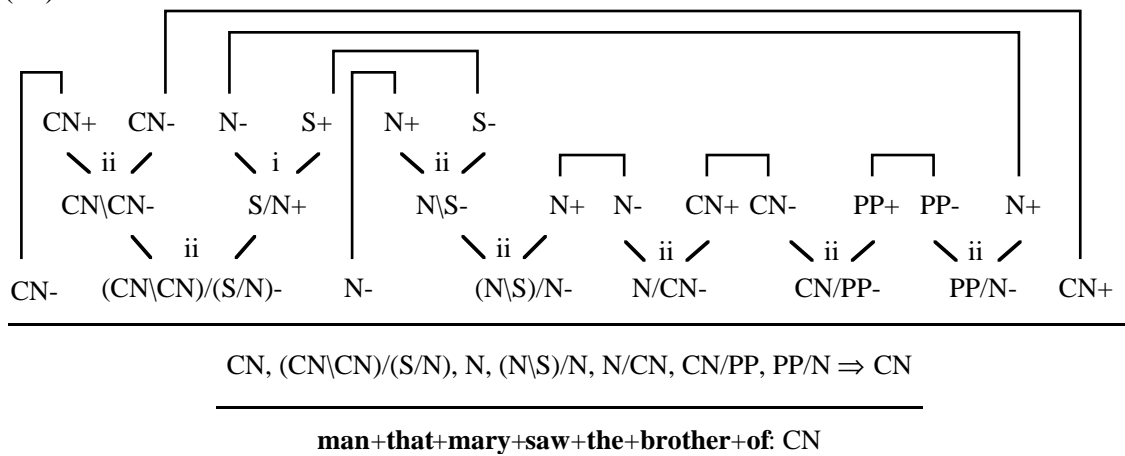 CN+ CN- N- S+ N+ S-
ii i ii
CN\CN- S/N+ N\S- N+ N- CN+ CN- PP+ PP- N+
ii ii ii ii ii
CN- (CN\CN)/(S/N)- N- (N\S)/N- N/CN- CN/PP- PP/N- CN+
CN, (CN\CN)/(S/N), N, (N\S)/N, N/CN, CN/PP, PP/N ⇒ CN
man+that+mary+saw+the+brother+of: CN